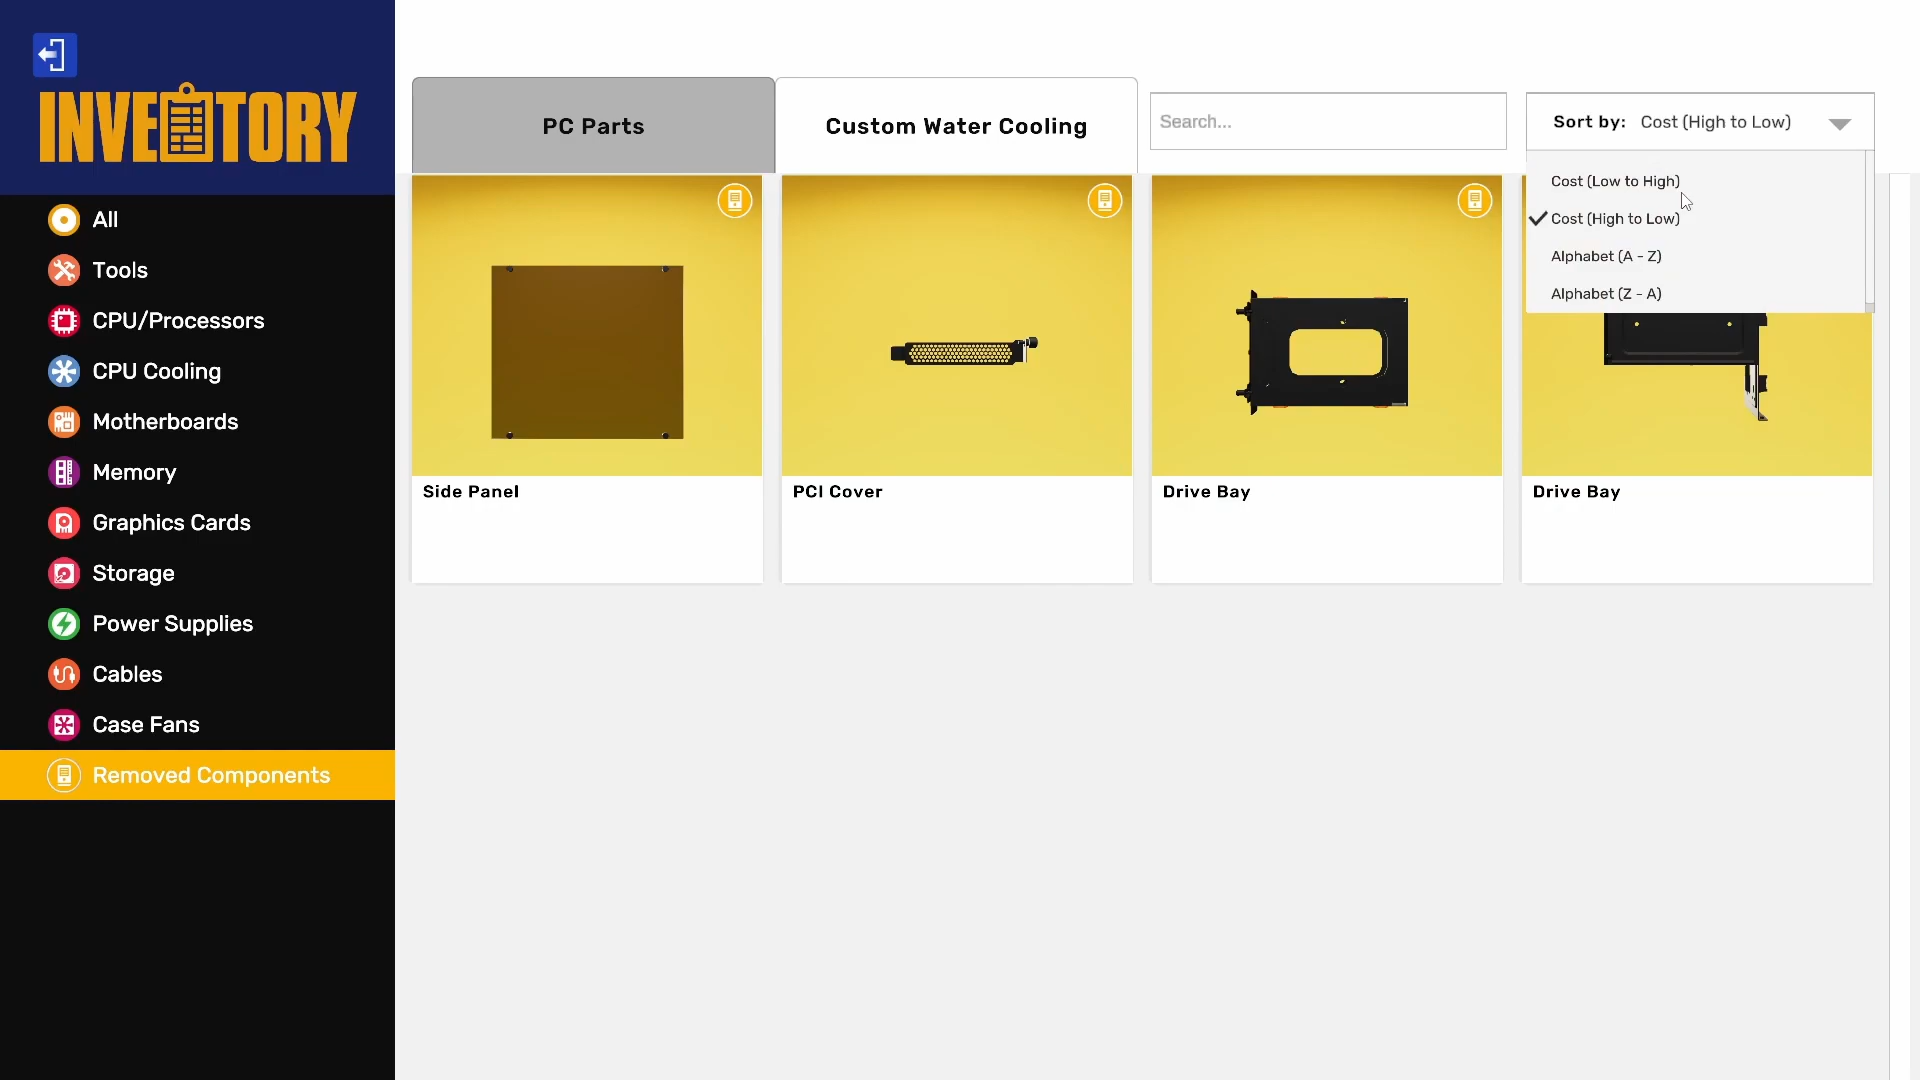 INVENTORY
All
Tools
CPU/Processors
CPU Cooling
Motherboards
Memory
Graphics Cards
Storage
Power Supplies
Cables
Case Fans
Removed Components
PC Parts
Custom Water Cooling
Search...
Sort by: Cost (High to Low)
Cost (Low to High)
Cost (High to Low)
Alphabet (A - Z)
Alphabet (Z - A)
Side Panel
PCI Cover
Drive Bay
Drive Bay